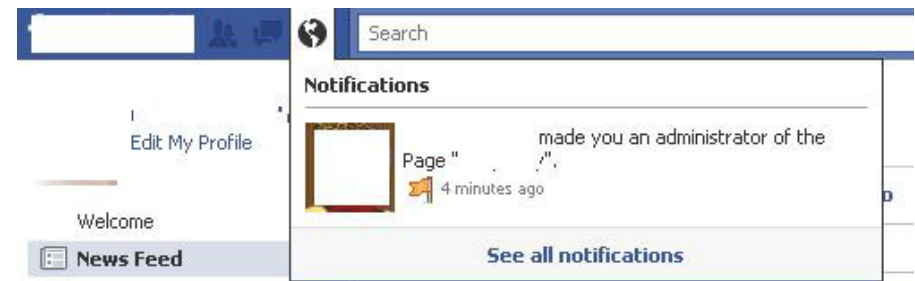 Search
Notifications
Edit My Profile
made you an administrator of the
Page " ".
4 minutes ago
Welcome
News Feed
See all notifications